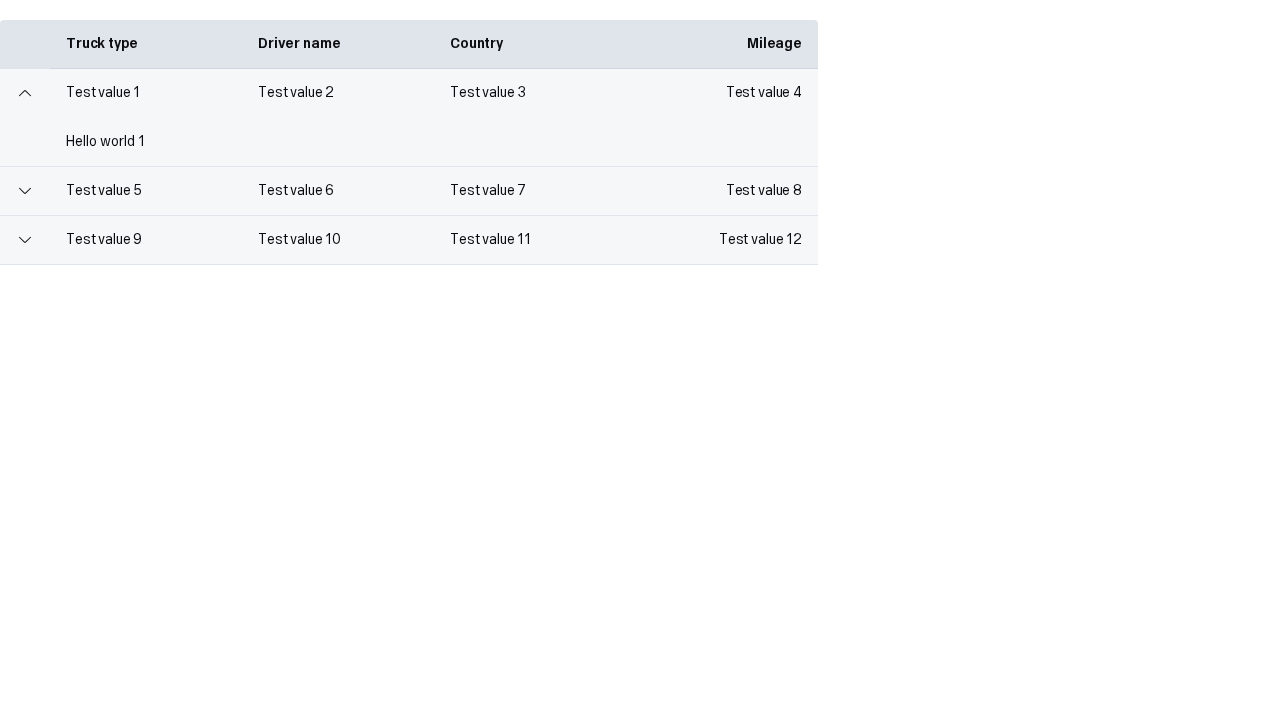 Truck type Driver name Country Mileage
Test value 1 Test value 2 Test value 3 Test value 4
Hello world 1
Test value 5 Test value 6 Test value 7 Test value 8
Test value 9 Test value 10 Test value 11 Test value 12